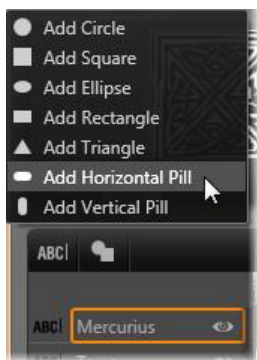 Add Circle
Add Square
Add Ellipse
Add Rectangle
Add Triangle
Add Horizontal Pill
Add Vertical Pill
ABC
ABC Mercurius